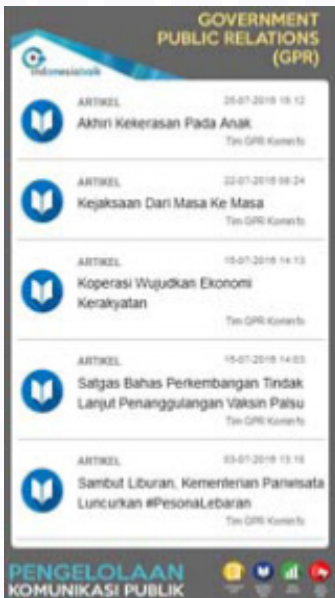 GOVERNMENT
PUBLIC RELATIONS
(GPR)
indonesiabaik
ARTIKEL
Akhiri Kekerasan Pada Anak
Tim GPR Kominfo
ARTIKEL
Kejaksaan Dari Masa Ke Masa
Tim GPR Kominfo
ARTIKEL
Koperasi Wujudkan Ekonomi
Kerakyatan
Tim GPR Kominfo
ARTIKEL
Satgas Bahas Perkembangan Tindak
Lanjut Penanggulangan Vaksin Palsu
Tim GPR Kominfo
ARTIKEL
Sambut Liburan, Kementerian Pariwisata
Luncurkan #PesonaLebaran
Tim GPR Kominfo
PENGELOLAAN
KOMUNIKASI PUBLIK